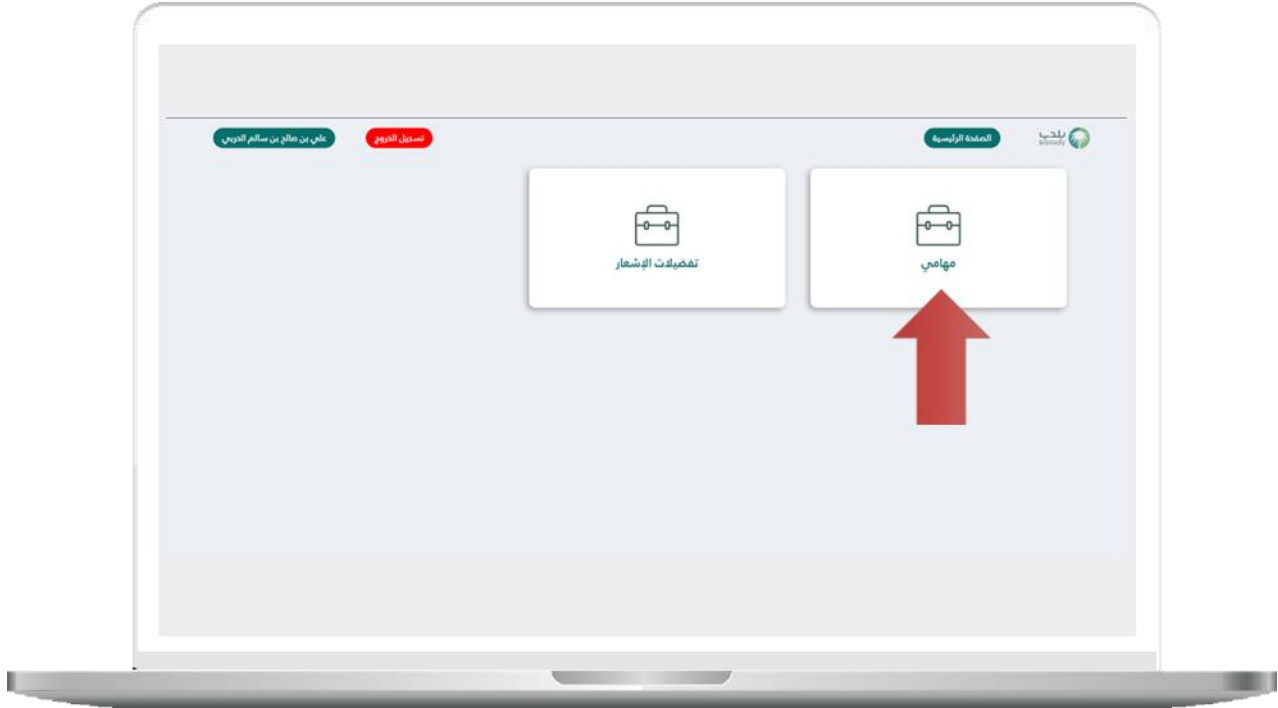 بلدي
balady
الصفحة الرئيسية
تسجيل الخروج
علي بن صالح بن سالم الحربي
مهامي
تفضيلات الإشعار